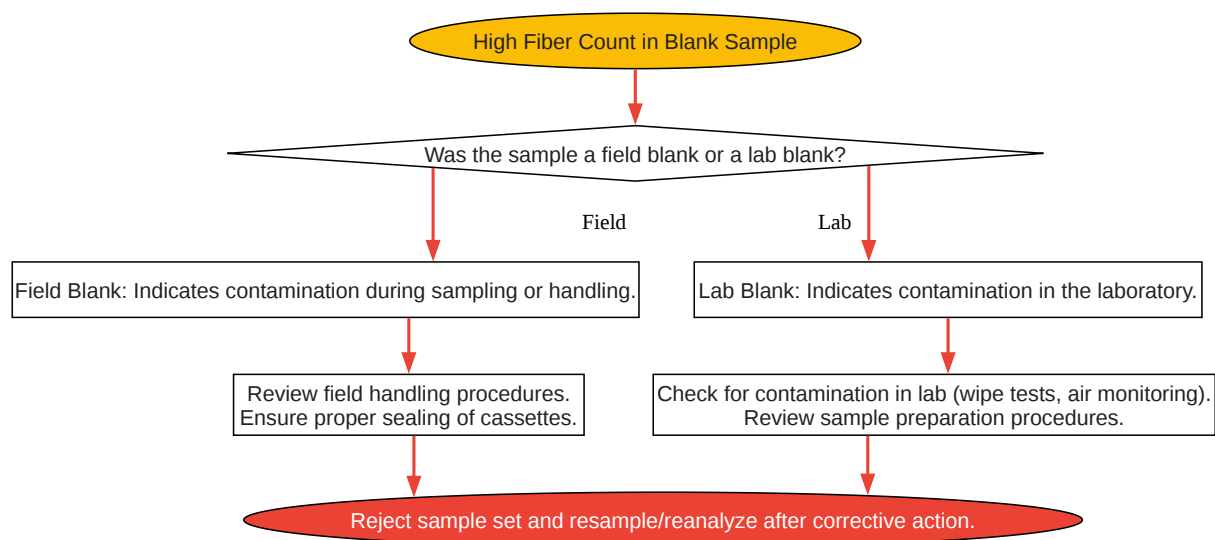 High Fiber Count in Blank Sample
Was the sample a field blank or a lab blank?
Field
Lab
Field Blank: Indicates contamination during sampling or handling.
Lab Blank: Indicates contamination in the laboratory.
Review field handling procedures.
Ensure proper sealing of cassettes.
Check for contamination in lab (wipe tests, air monitoring).
Review sample preparation procedures.
Reject sample set and resample/reanalyze after corrective action.